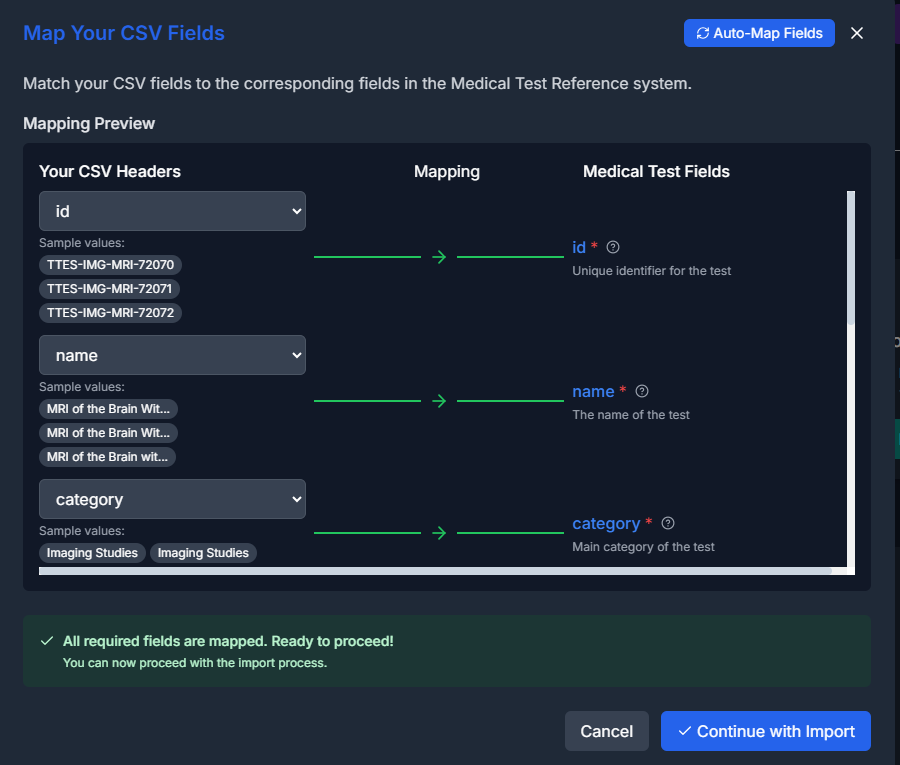 Map Your CSV Fields
Auto-Map Fields
Match your CSV fields to the corresponding fields in the Medical Test Reference system.
Mapping Preview
Your CSV Headers
Mapping
Medical Test Fields
id
Sample values:
TTES-IMG-MRI-72070
TTES-IMG-MRI-72071
TTES-IMG-MRI-72072
id *
Unique identifier for the test
name
Sample values:
MRI of the Brain Wit...
MRI of the Brain Wit...
MRI of the Brain wit...
name *
The name of the test
category
Sample values:
Imaging Studies Imaging Studies
category *
Main category of the test
All required fields are mapped. Ready to proceed!
You can now proceed with the import process.
Cancel
Continue with Import